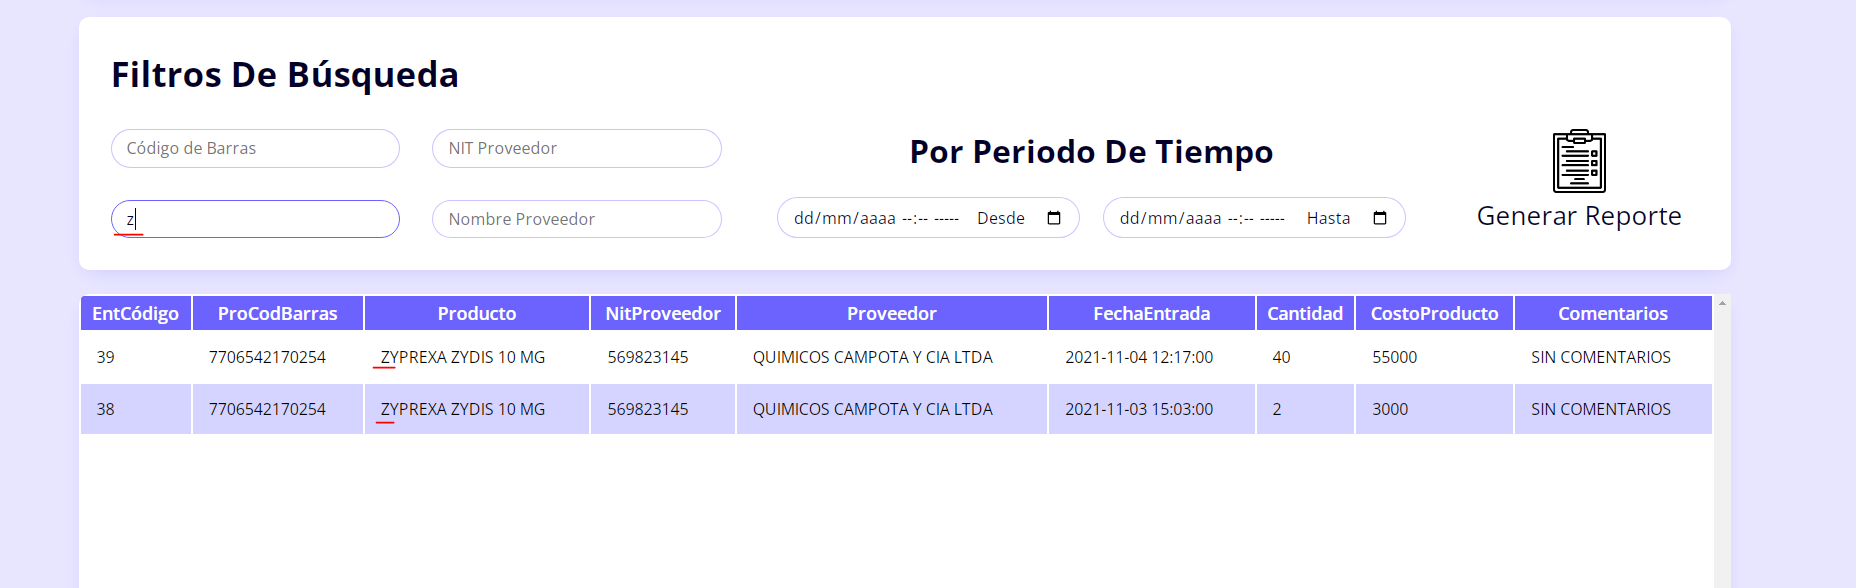 Filtros De Búsqueda
Código de Barras NIT Proveedor
Por Periodo De Tiempo
z Nombre Proveedor
dd/mm/aaaa --:-- ----- Desde dd/mm/aaaa --:-- ----- Hasta
Generar Reporte
EntCódigo ProCodBarras Producto NitProveedor Proveedor FechaEntrada Cantidad CostoProducto Comentarios
39 7706542170254 ZYPREXA ZYDIS 10 MG 569823145 QUIMICOS CAMPOTA Y CIA LTDA 2021-11-04 12:17:00 40 55000 SIN COMENTARIOS
38 7706542170254 ZYPREXA ZYDIS 10 MG 569823145 QUIMICOS CAMPOTA Y CIA LTDA 2021-11-03 15:03:00 2 3000 SIN COMENTARIOS